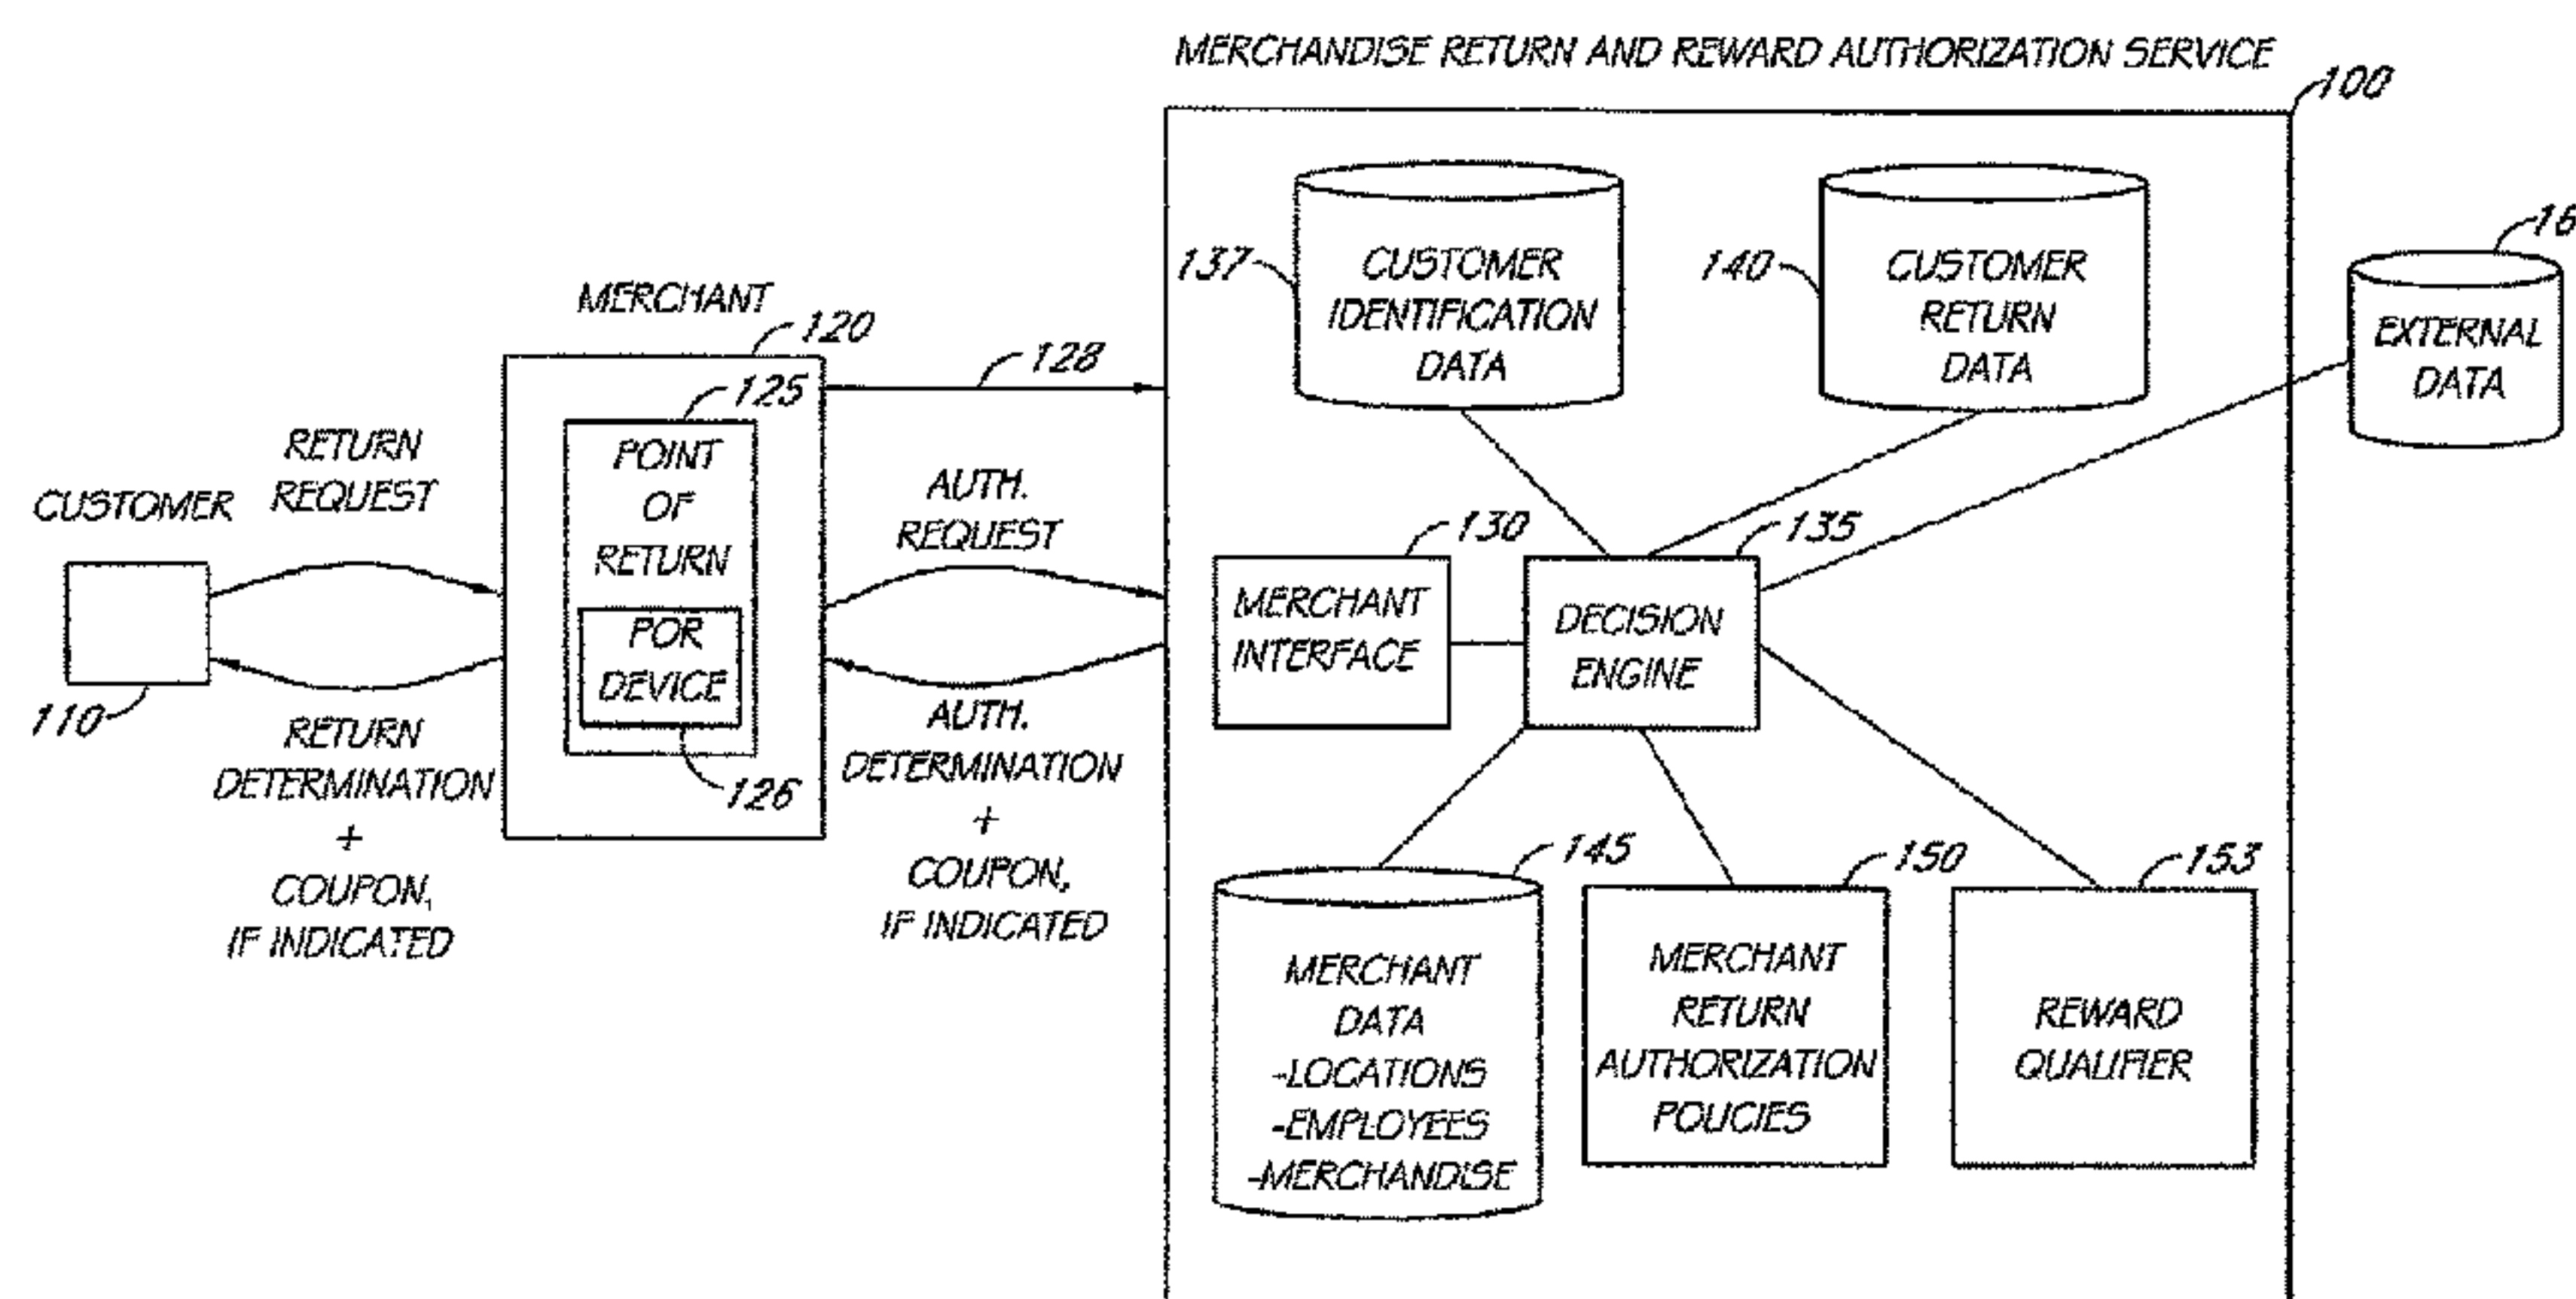 MERCHANDISE RETURN AND REWARD AUTHORIZATION SERVICE
100
CUSTOMER
110
RETURN
REQUEST
RETURN
DETERMINATION
+
COUPON,
IF INDICATED
MERCHANT
120
125
POINT
OF
RETURN
POR
DEVICE
126
128
AUTH.
REQUEST
AUTH.
DETERMINATION
+
COUPON,
IF INDICATED
137
CUSTOMER
IDENTIFICATION
DATA
140
CUSTOMER
RETURN
DATA
EXTERNAL
DATA
130
MERCHANT
INTERFACE
135
DECISION
ENGINE
145
MERCHANT
DATA
-LOCATIONS
-EMPLOYEES
-MERCHANDISE
150
MERCHANT
RETURN
AUTHORIZATION
POLICIES
153
REWARD
QUALIFIER